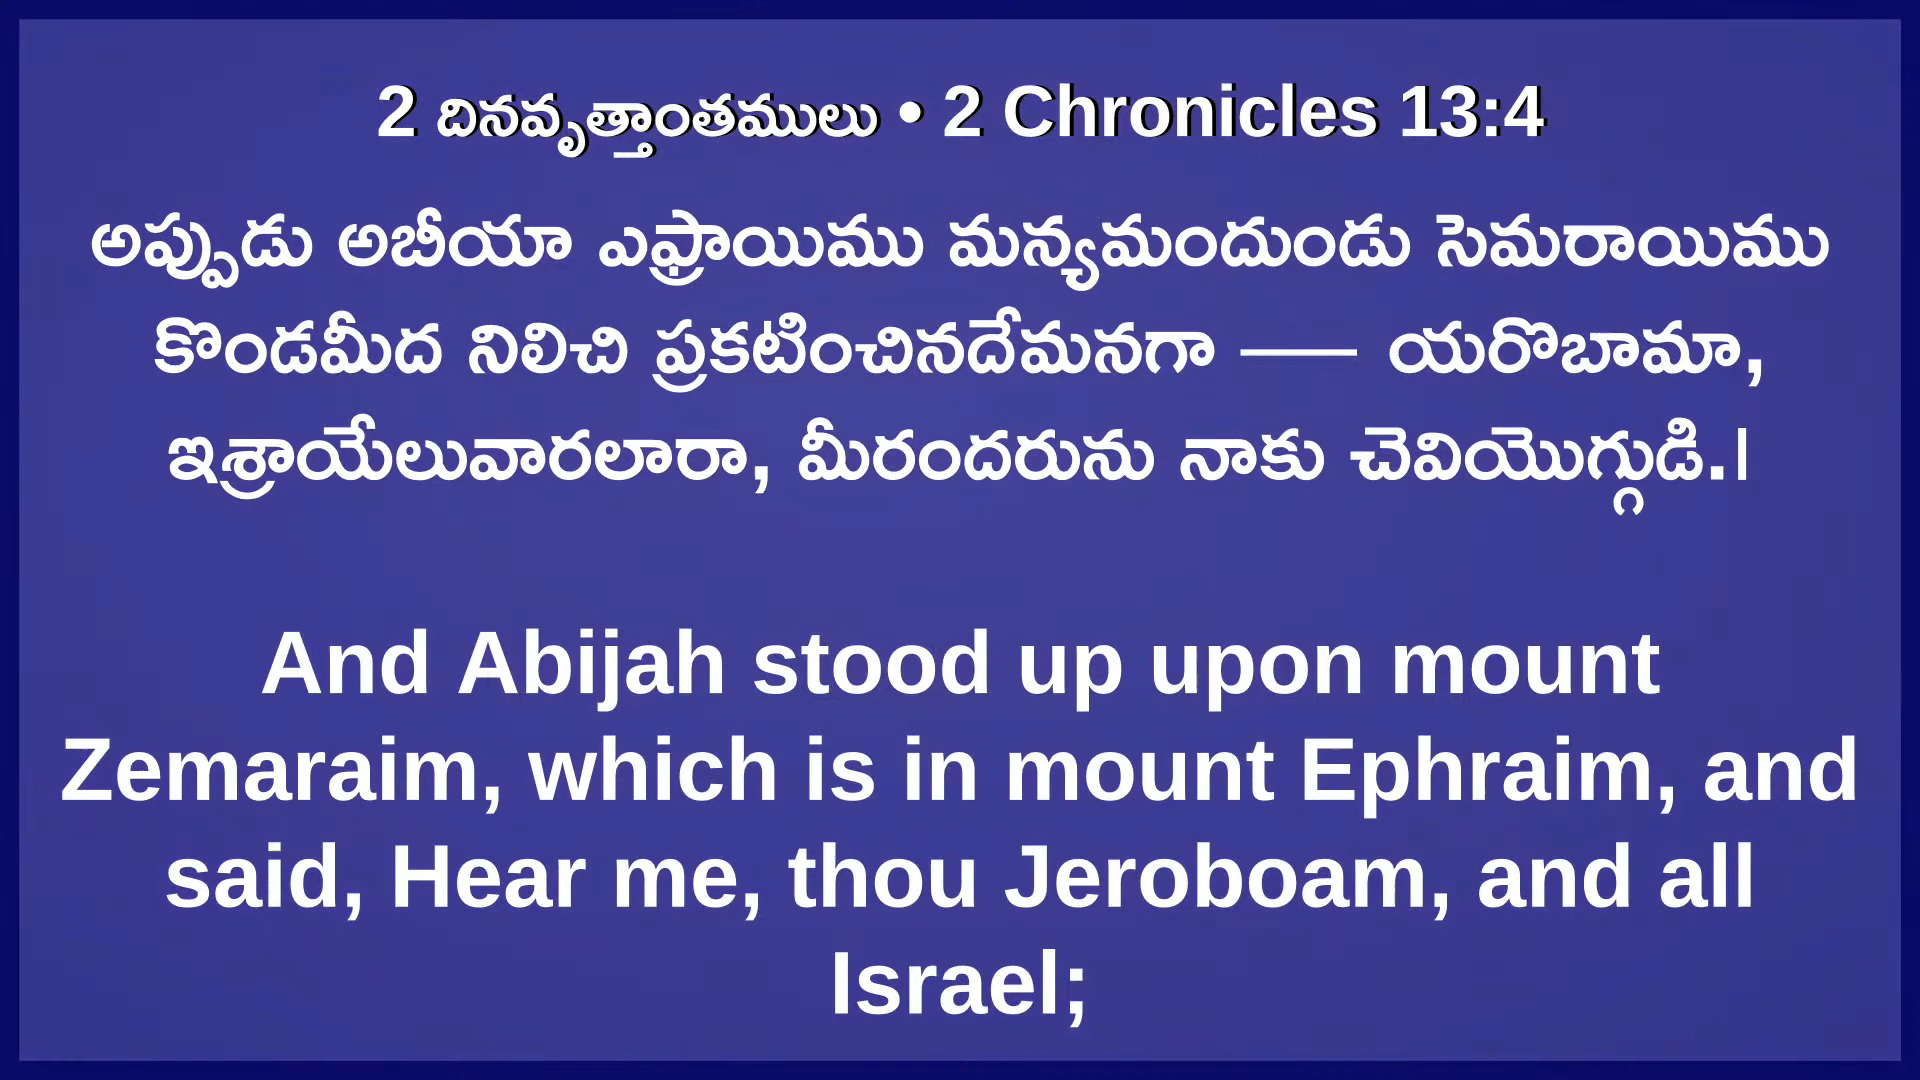 2 దినవృత్తాంతములు • 2 Chronicles 13:4
అప్పుడు అబీయా ఎఫ్రాయిము మన్యమందుండు సెమరాయిము
కొండమీద నిలిచి ప్రకటించినదేమనగా –– యరొబామా,
ఇశ్రాయేలువారలారా, మీరందరును నాకు చెవియొగ్గుడి.।
And Abijah stood up upon mount
Zemaraim, which is in mount Ephraim, and
said, Hear me, thou Jeroboam, and all
Israel;